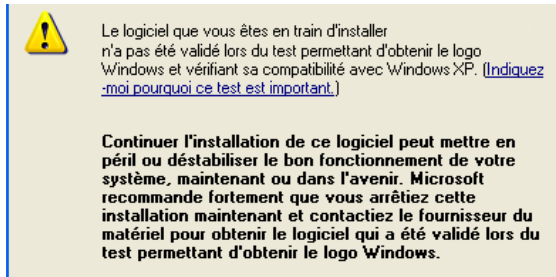 Le logiciel que vous êtes en train d'installer
n'a pas été validé lors du test permettant d'obtenir le logo
Windows et vérifiant sa compatibilité avec Windows XP. (Indiquez
-moi pourquoi ce test est important.)
Continuer l'installation de ce logiciel peut mettre en
péril ou déstabiliser le bon fonctionnement de votre
système, maintenant ou dans l'avenir. Microsoft
recommande fortement que vous arrêtiez cette
installation maintenant et contactiez le fournisseur du
matériel pour obtenir le logiciel qui a été validé lors du
test permettant d'obtenir le logo Windows.